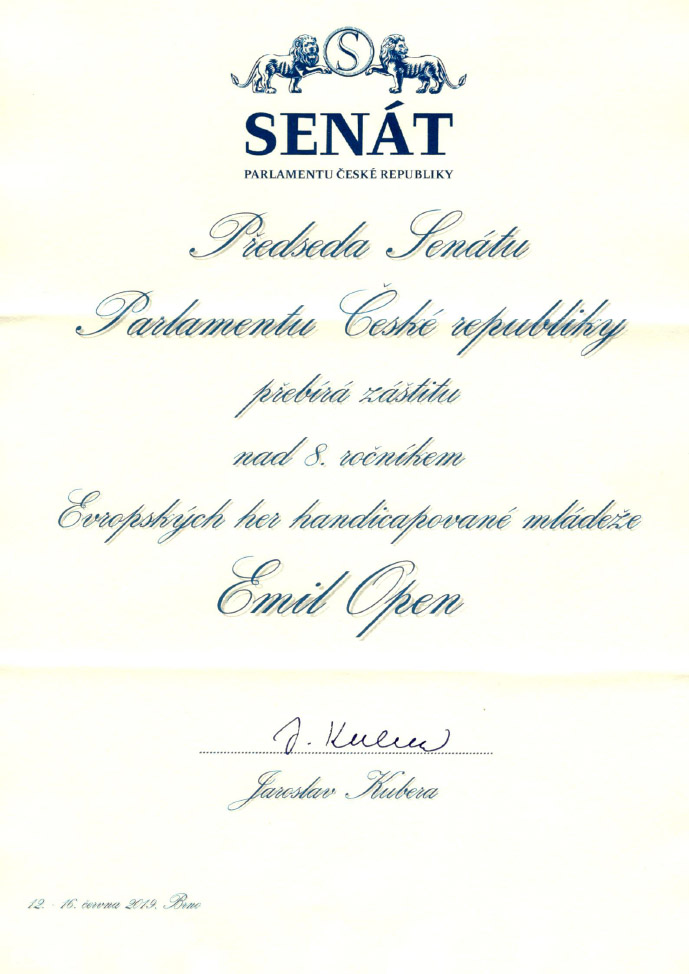 S
SENÁT
PARLAMENTU ČESKÉ REPUBLIKY
Předseda Senátu
Parlamentu České republiky
přebírá záštitu
nad 8. ročníkem
Evropských her handicapované mládeže
Emil Open
J. Kubera
Jaroslav Kubera
12. - 16. června 2019, Brno